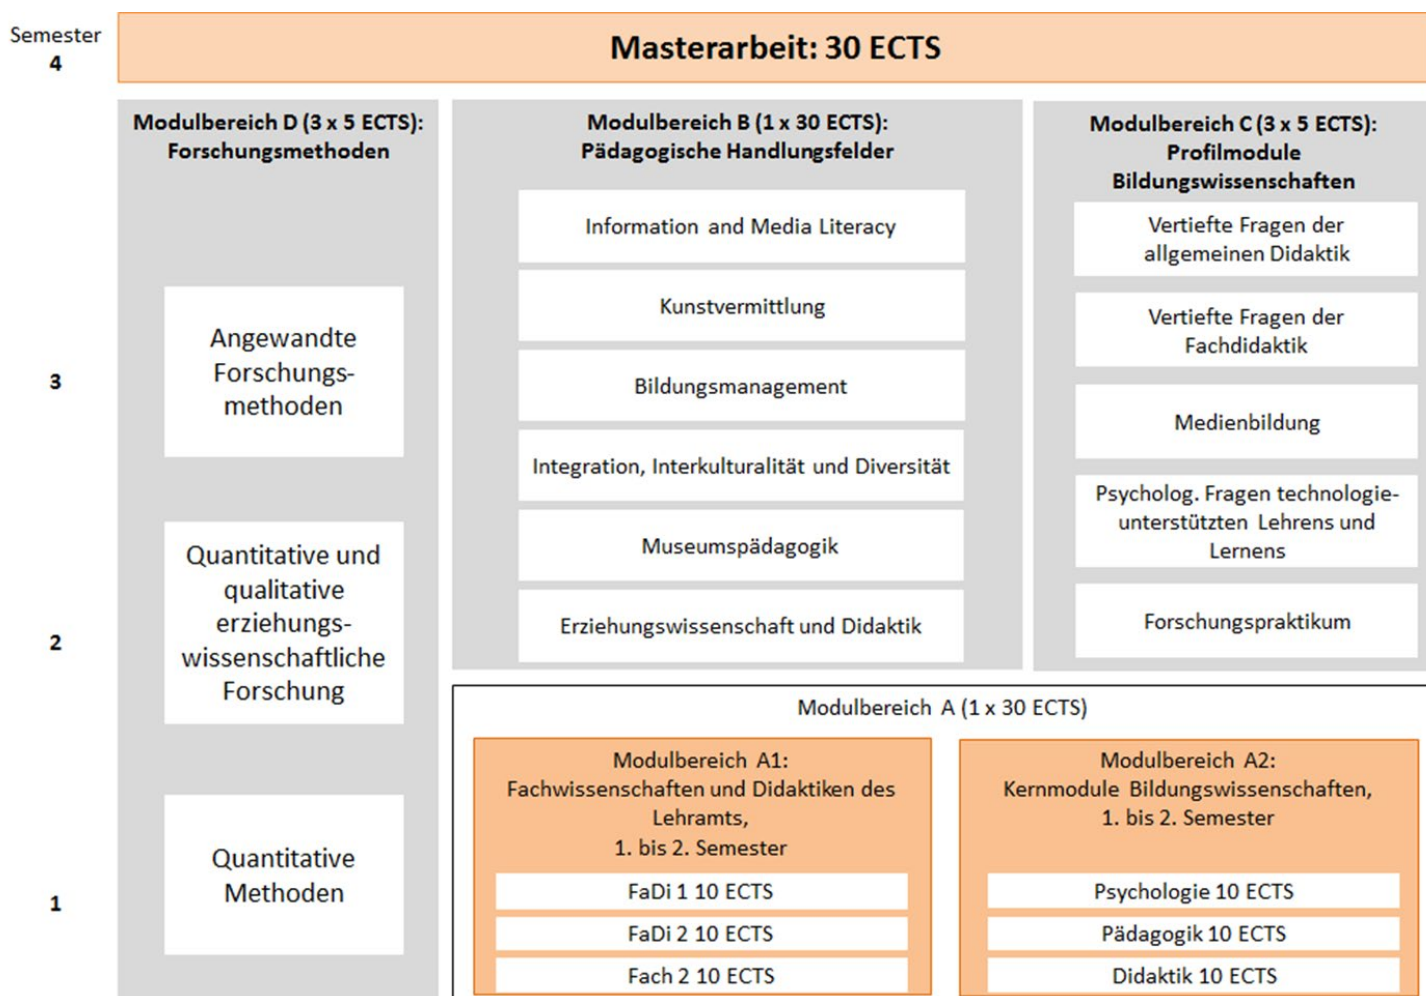 Semester
4
Masterarbeit: 30 ECTS
Modulbereich D (3 x 5 ECTS):
Forschungsmethoden
Angewandte
Forschungs-
methoden
3
Quantitative und
qualitative
erziehungs-
wissenschaftliche
Forschung
2
Quantitative
Methoden
1
Modulbereich B (1 x 30 ECTS):
Pädagogische Handlungsfelder
Information and Media Literacy
Kunstvermittlung
Bildungsmanagement
Integration, Interkulturalität und Diversität
Museumspädagogik
Erziehungswissenschaft und Didaktik
Modulbereich C (3 x 5 ECTS):
Profilmodule
Bildungswissenschaften
Vertiefte Fragen der
allgemeinen Didaktik
Vertiefte Fragen der
Fachdidaktik
Medienbildung
Psycholog. Fragen technologie-
unterstützten Lehrens und
Lernens
Forschungspraktikum
Modulbereich A (1 x 30 ECTS)
Modulbereich A1:
Fachwissenschaften und Didaktiken des
Lehramts,
1. bis 2. Semester
FaDi 1 10 ECTS
FaDi 2 10 ECTS
Fach 2 10 ECTS
Modulbereich A2:
Kernmodule Bildungswissenschaften,
1. bis 2. Semester
Psychologie 10 ECTS
Pädagogik 10 ECTS
Didaktik 10 ECTS